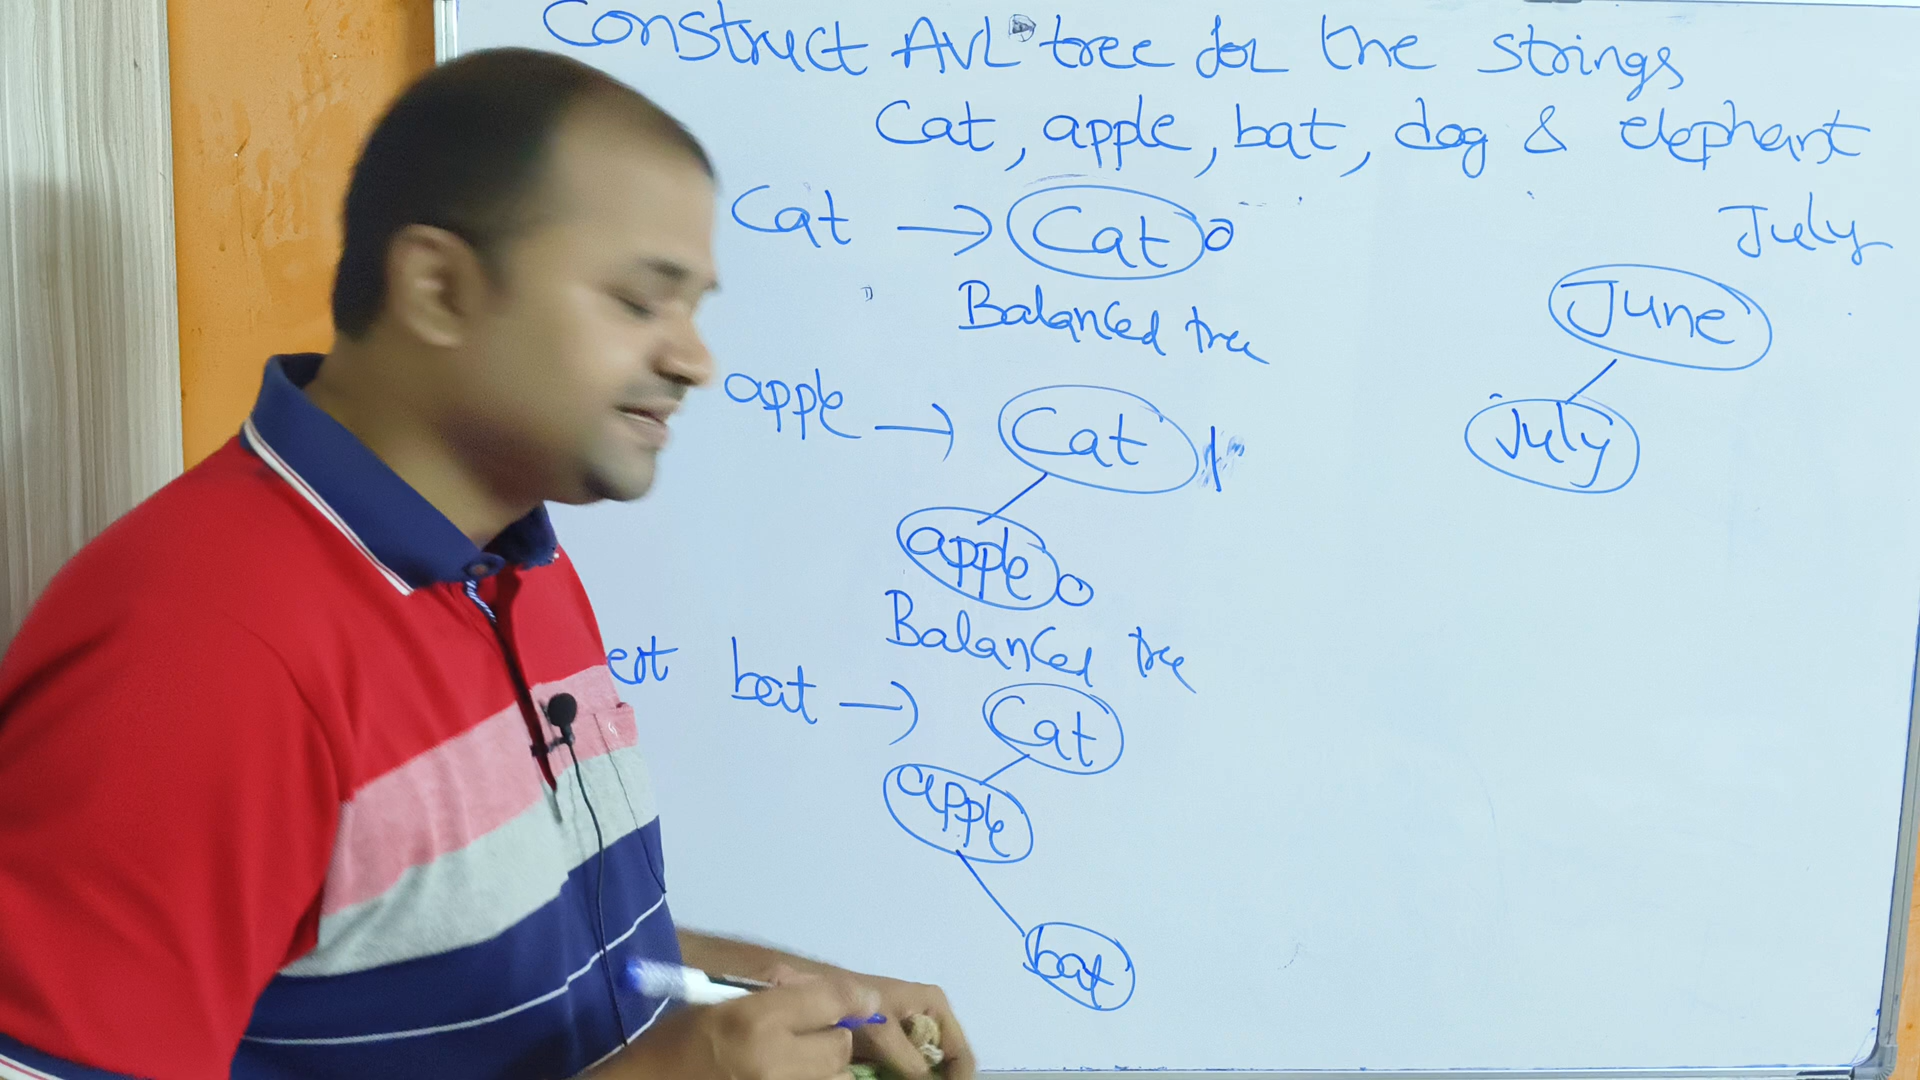 Construct AVL tree for the strings
Cat, apple, bat, dog & elephant
Cat → Cat 0
July
Balanced tree
June
apple → Cat 1
July
apple 0
Balanced tree
bat → Cat
apple
bat